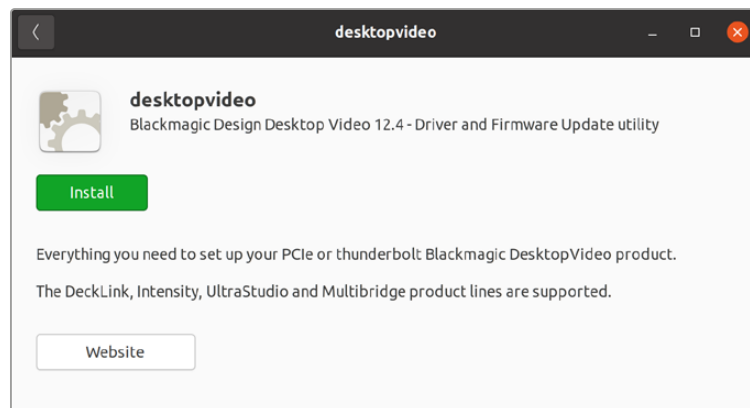 desktopvideo
desktopvideo
Blackmagic Design Desktop Video 12.4 - Driver and Firmware Update utility
Install
Everything you need to set up your PCIe or thunderbolt Blackmagic DesktopVideo product.
The DeckLink, Intensity, UltraStudio and Multibridge product lines are supported.
Website